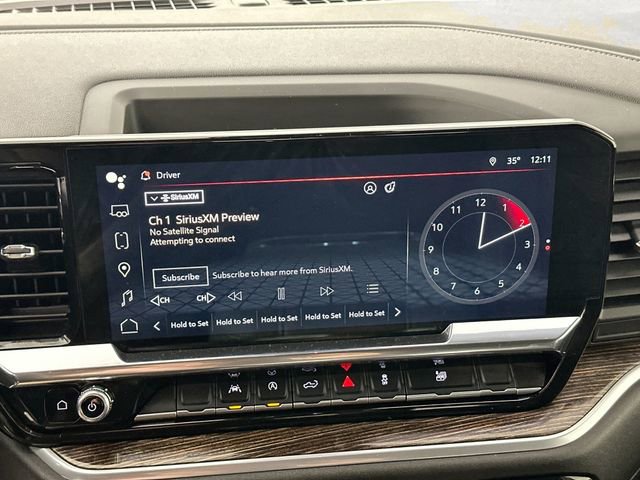 Driver
35° 12:11
SiriusXM
Ch 1 SiriusXM Preview
No Satellite Signal
Attempting to connect
Subscribe
Subscribe to hear more from SiriusXM.
CH CH
Hold to Set Hold to Set Hold to Set Hold to Set Hold to Set
12 1 2 3 4 5 6 7 8 9 10 11
SOS